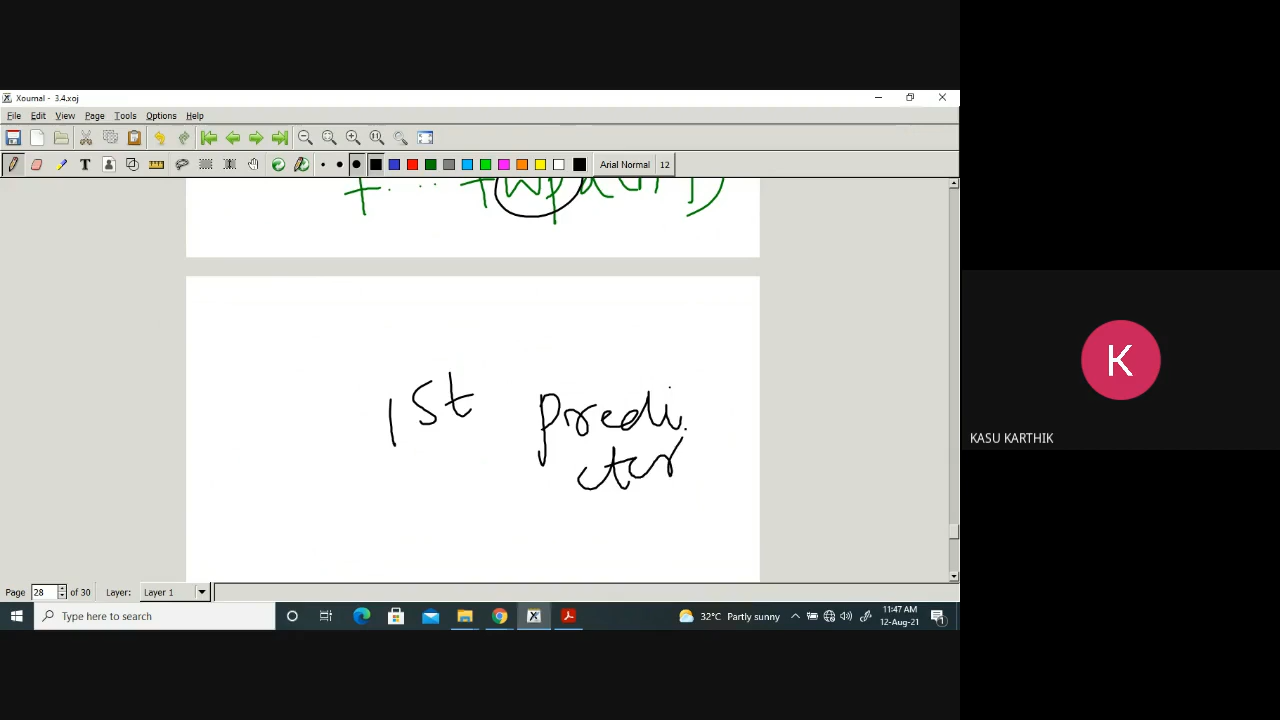 Xournal - 3.4.xoj
File Edit View Page Tools Options Help
Arial Normal 12
1st predi
ctor
K
KASU KARTHIK
Page 28 of 30 Layer: Layer 1
Type here to search
32°C Partly sunny
11:47 AM
12-Aug-21
1